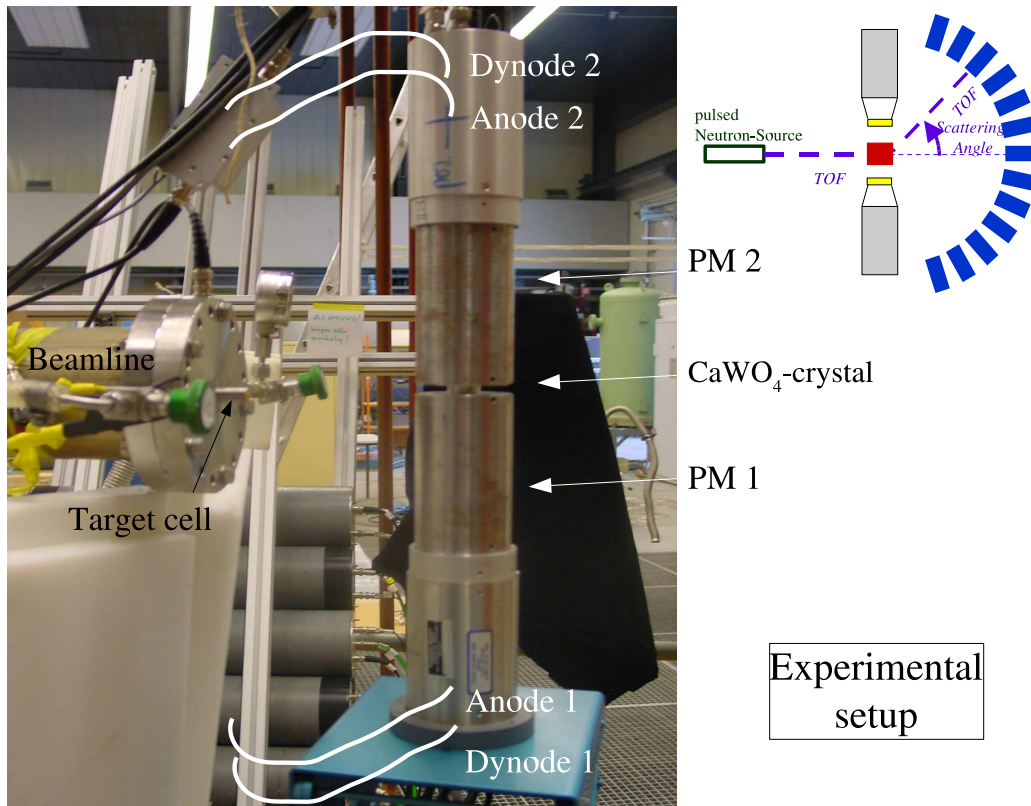 Dynode 2
Anode 2
pulsed
Neutron-Source
TOF
TOF
Scattering
Angle
PM 2
ACHTUNG!
Beamline
CaWO4-crystal
PM 1
Target cell
Anode 1
Dynode 1
Experimental
setup